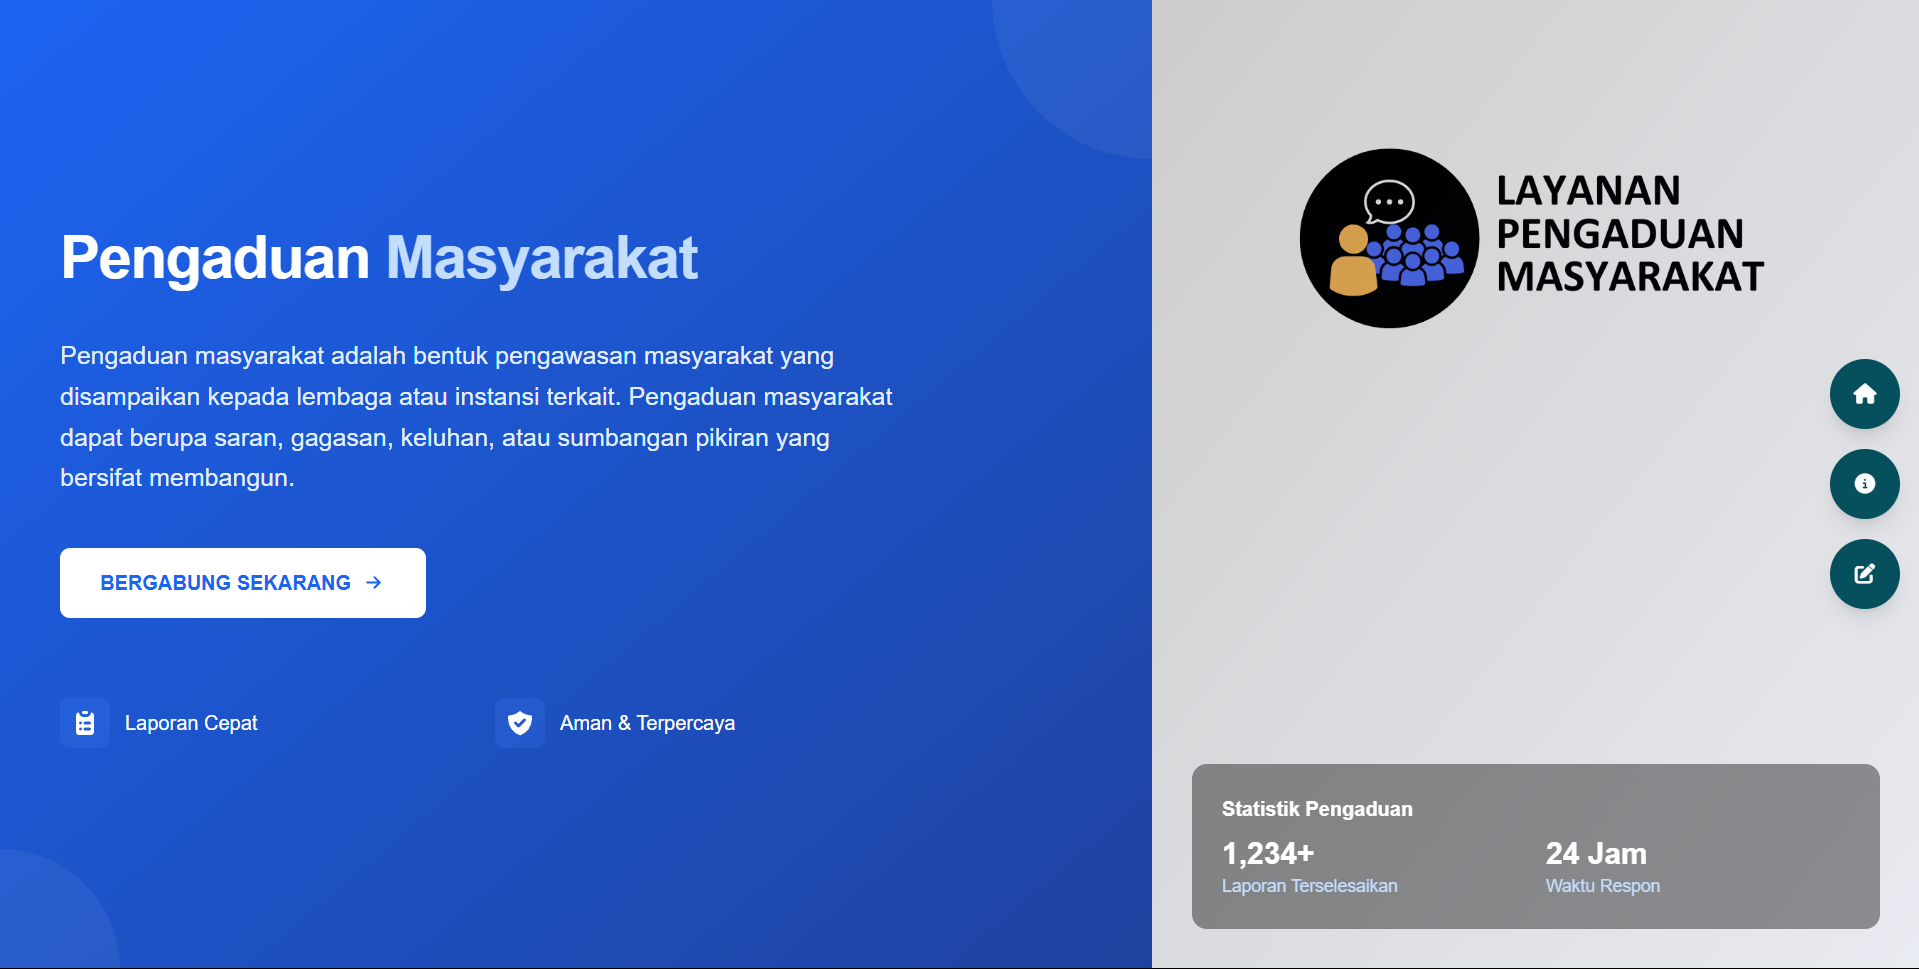 Pengaduan Masyarakat
Pengaduan masyarakat adalah bentuk pengawasan masyarakat yang
disampaikan kepada lembaga atau instansi terkait. Pengaduan masyarakat
dapat berupa saran, gagasan, keluhan, atau sumbangan pikiran yang
bersifat membangun.
BERGABUNG SEKARANG
Laporan Cepat
Aman & Terpercaya
LAYANAN
PENGADUAN
MASYARAKAT
Statistik Pengaduan
1,234+
Laporan Terselesaikan
24 Jam
Waktu Respon